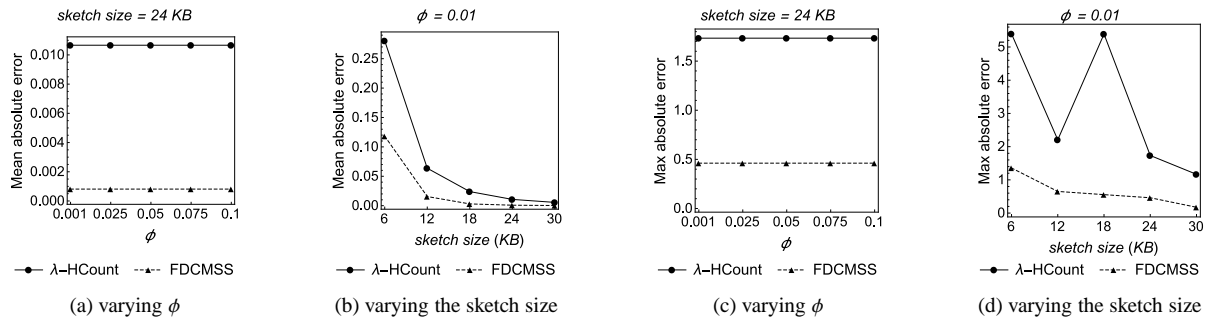 sketch size = 24 KB
Mean absolute error
0.010
0.008
0.006
0.004
0.002
0.000
0.001 0.025 0.05 0.075 0.1
ϕ
λ−HCount FDCMSS
(a) varying ϕ
ϕ = 0.01
Mean absolute error
0.25
0.20
0.15
0.10
0.05
0.00
6 12 18 24 30
sketch size (KB)
λ−HCount FDCMSS
(b) varying the sketch size
sketch size = 24 KB
Max absolute error
1.5
1.0
0.5
0.0
0.001 0.025 0.05 0.075 0.1
ϕ
λ−HCount FDCMSS
(c) varying ϕ
ϕ = 0.01
Max absolute error
5
4
3
2
1
0
6 12 18 24 30
sketch size (KB)
λ−HCount FDCMSS
(d) varying the sketch size